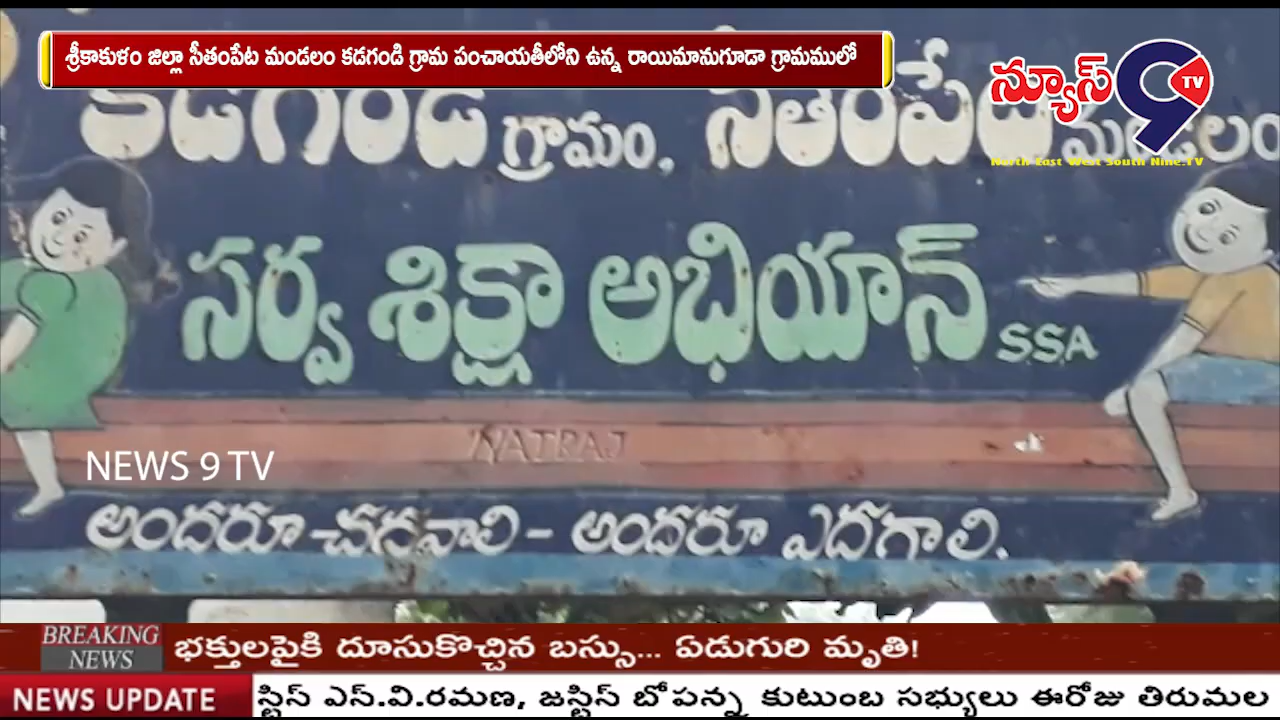 శ్రీకాకుళం జిల్లా సీతంపేట మండలం కడగండి గ్రామ పంచాయతీలోని ఉన్న రాయిమానుగూడా గ్రామములో
న్యూస్ 9 TV
North East West South Nine.TV
కడగండి గ్రామం, సీతంపేట మండలం
సర్వ శిక్షా అభియాన్ SSA
NATRAJ
NEWS 9 TV
అందరూ చదవాలి - అందరూ ఎదగాలి.
BREAKING NEWS
భక్తులపైకి దూసుకొచ్చిన బస్సు... ఏడుగురి మృతి!
NEWS UPDATE
స్టిస్ ఎస్.వి.రమణ, జస్టిస్ బోపన్న కుటుంబ సభ్యులు ఈరోజు తిరుమల